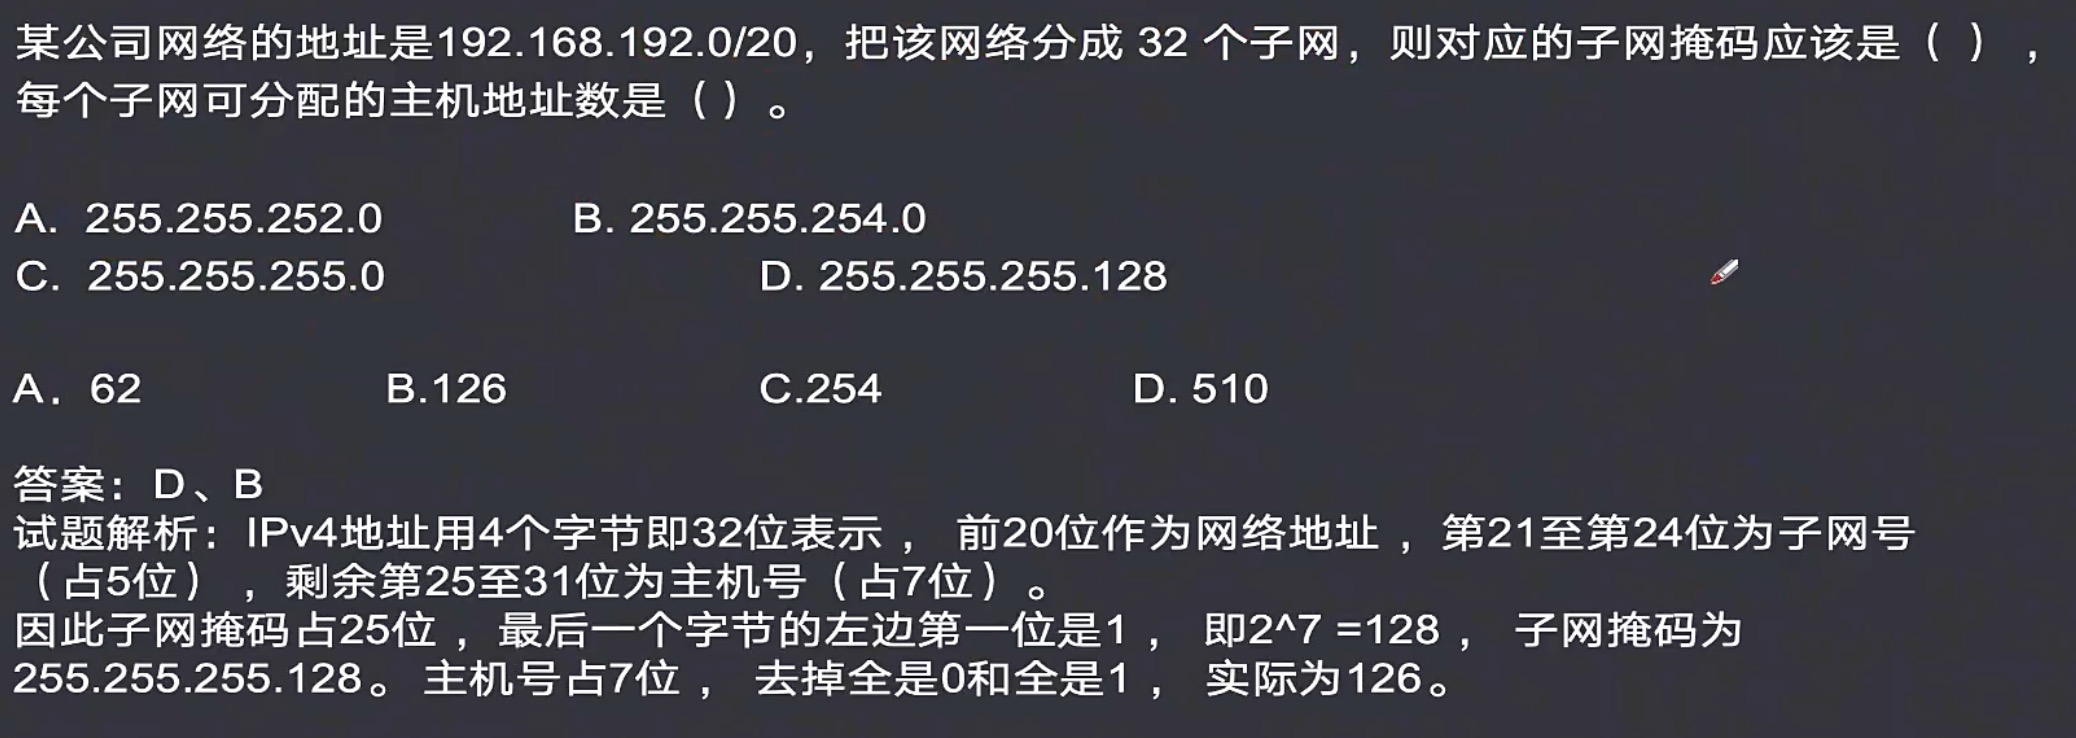 某公司网络的地址是192.168.192.0/20，把该网络分成 32 个子网，则对应的子网掩码应该是（ ），
每个子网可分配的主机地址数是（）。
A. 255.255.252.0 B. 255.255.254.0
C. 255.255.255.0 D. 255.255.255.128
A. 62 B.126 C.254 D. 510
答案：D、B
试题解析：IPv4地址用4个字节即32位表示， 前20位作为网络地址，第21至第24位为子网号
（占5位），剩余第25至31位为主机号（占7位）。
因此子网掩码占25位，最后一个字节的左边第一位是1， 即2^7 =128， 子网掩码为
255.255.255.128。主机号占7位， 去掉全是0和全是1， 实际为126。